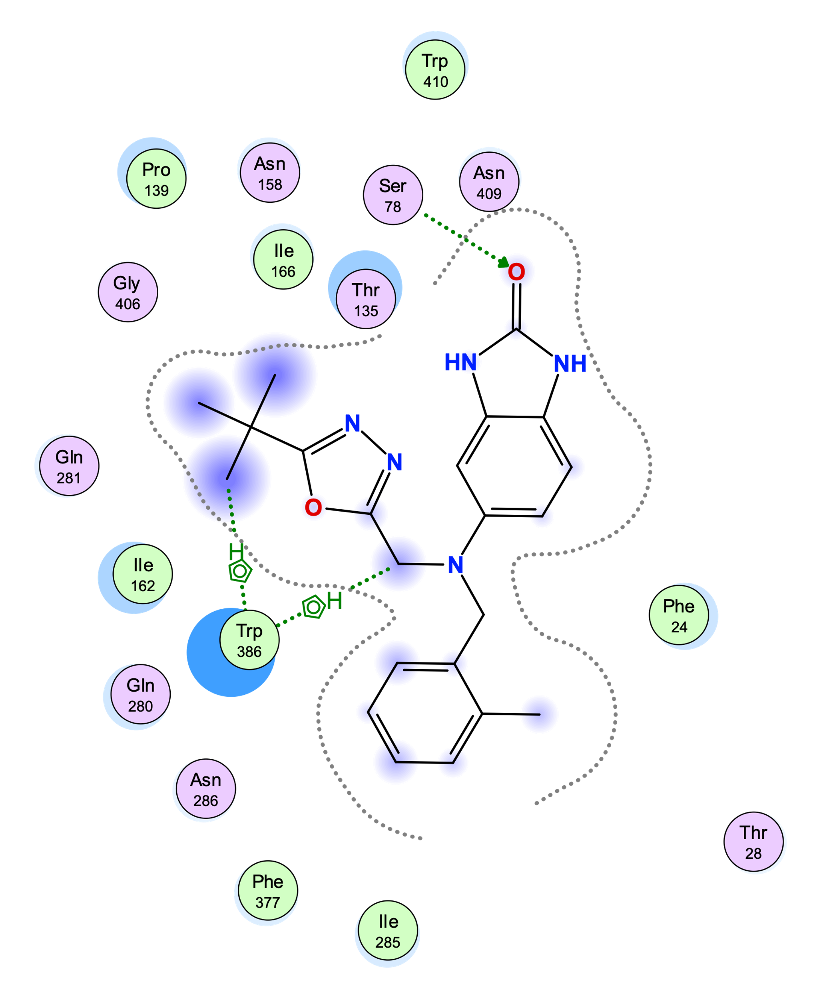 Trp
410
Pro
139
Asn
158
Ser
78
Asn
409
Ile
166
Gly
406
Thr
135
O
HN
NH
N
N
O
Gln
281
H
Ile
162
N
H
Trp
386
Phe
24
Gln
280
Asn
286
Thr
28
Phe
377
Ile
285